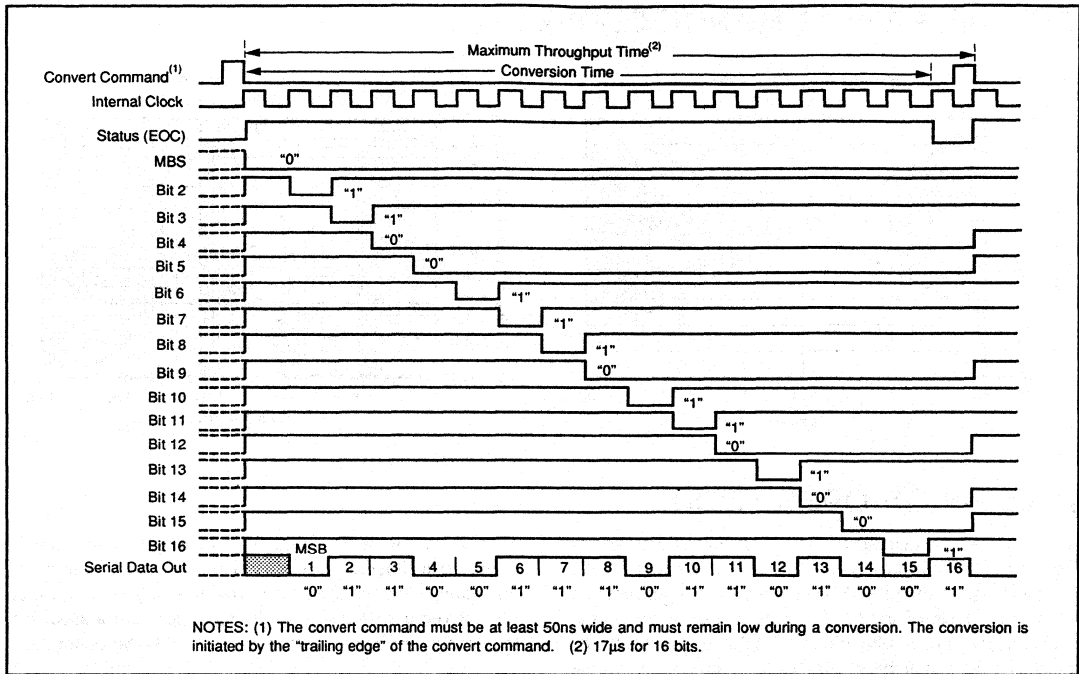 Maximum Throughput Time(2)
Convert Command(1)
Conversion Time
Internal Clock
Status (EOC)
MBS
"0"
Bit 2
"1"
Bit 3
"1"
Bit 4
"0"
Bit 5
"0"
Bit 6
"1"
Bit 7
"1"
Bit 8
"1"
Bit 9
"0"
Bit 10
"1"
Bit 11
"1"
Bit 12
"0"
Bit 13
"1"
Bit 14
"0"
Bit 15
"0"
Bit 16
"1"
MSB
Serial Data Out
1 2 3 4 5 6 7 8 9 10 11 12 13 14 15 16
"0" "1" "1" "0" "0" "1" "1" "1" "0" "1" "1" "0" "1" "0" "0" "1"
NOTES: (1) The convert command must be at least 50ns wide and must remain low during a conversion. The conversion is
initiated by the "trailing edge" of the convert command. (2) 17µs for 16 bits.